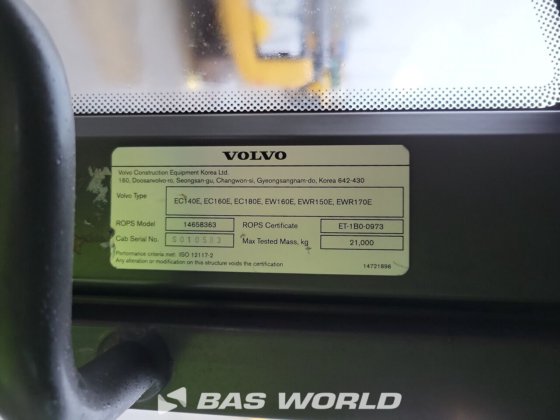 VOLVO
Volvo Construction Equipment Korea Ltd.
160, Doosanvolvo-ro, Seongsan-gu, Changwon-si, Gyeongsangnam-do, Korea 642-430
Volvo Type EC140E, EC160E, EC180E, EW160E, EWR150E, EWR170E
ROPS Model 14658363 ROPS Certificate ET-1B0-0973
Cab Serial No. S010583 Max Tested Mass, kg 21,000
Performance criteria met: ISO 12117-2
Any alteration or modification on this structure voids the certification 14721896
BAS WORLD